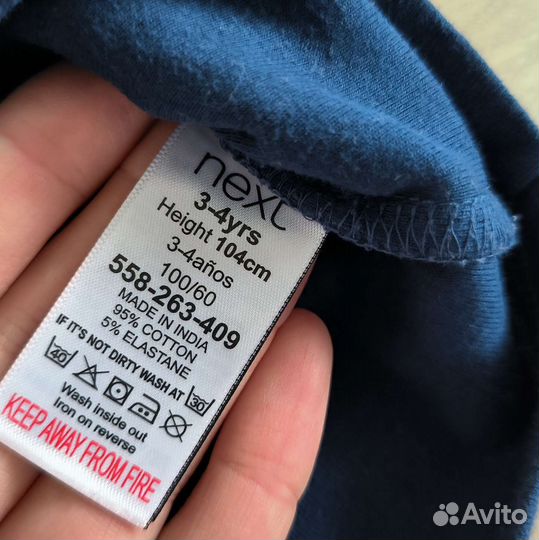 next
3-4yrs
Height 104cm
3-4años
100/60
558-263-409
MADE IN INDIA
95% COTTON
5% ELASTANE
IF IT'S NOT DIRTY WASH AT 30
40
Wash inside out
Iron on reverse
KEEP AWAY FROM FIRE
Avito